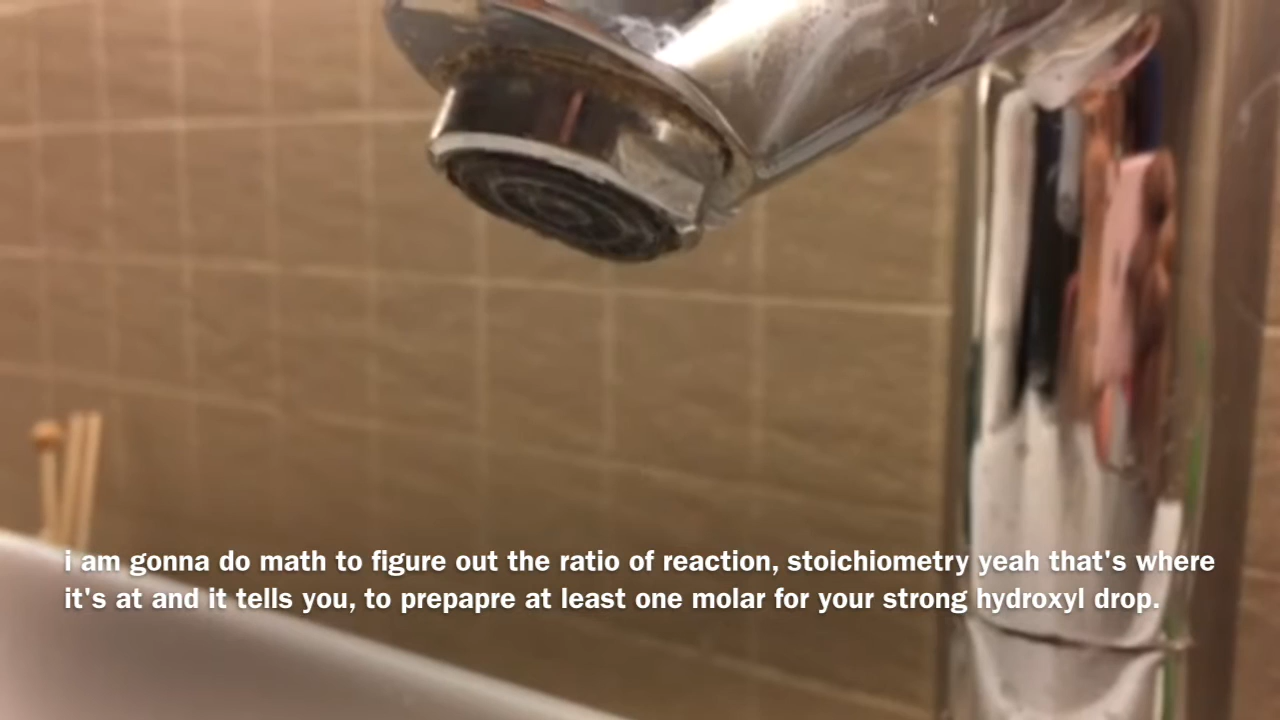 i am gonna do math to figure out the ratio of reaction, stoichiometry yeah that's where
it's at and it tells you, to prepapre at least one molar for your strong hydroxyl drop.